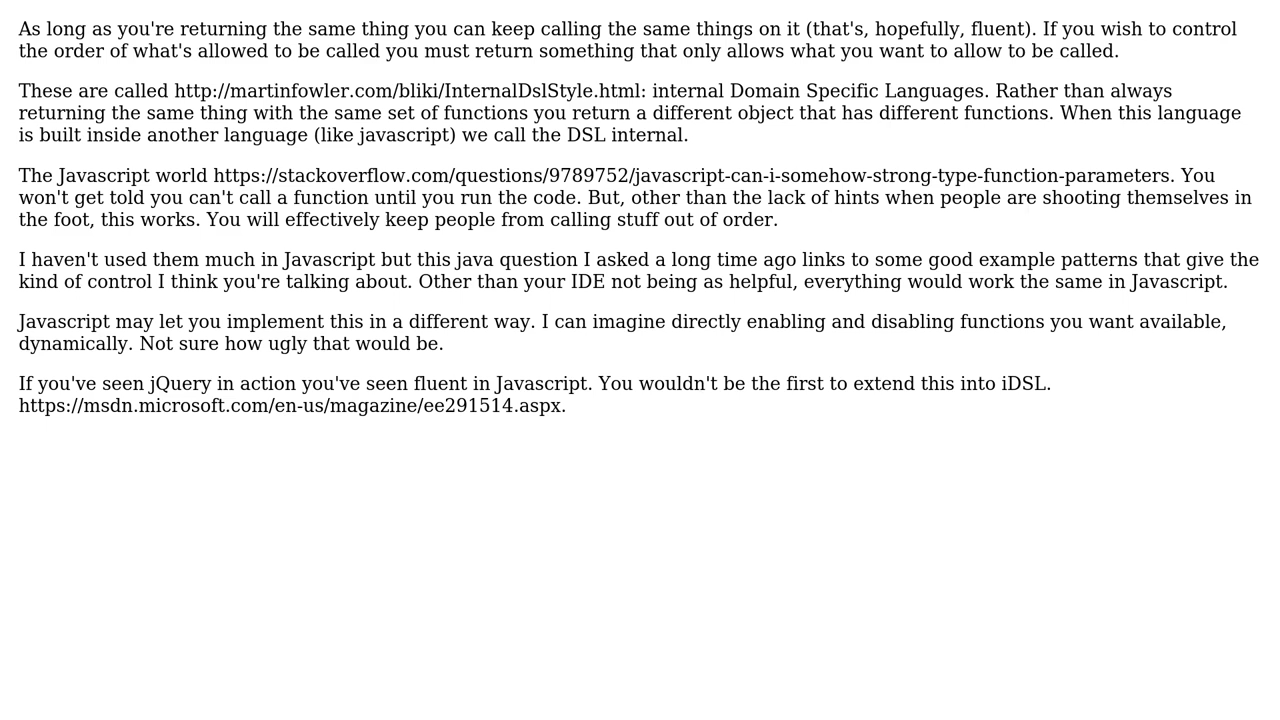 As long as you're returning the same thing you can keep calling the same things on it (that's, hopefully, fluent). If you wish to control
the order of what's allowed to be called you must return something that only allows what you want to allow to be called.
These are called http://martinfowler.com/bliki/InternalDslStyle.html: internal Domain Specific Languages. Rather than always
returning the same thing with the same set of functions you return a different object that has different functions. When this language
is built inside another language (like javascript) we call the DSL internal.
The Javascript world https://stackoverflow.com/questions/9789752/javascript-can-i-somehow-strong-type-function-parameters. You
won't get told you can't call a function until you run the code. But, other than the lack of hints when people are shooting themselves in
the foot, this works. You will effectively keep people from calling stuff out of order.
I haven't used them much in Javascript but this java question I asked a long time ago links to some good example patterns that give the
kind of control I think you're talking about. Other than your IDE not being as helpful, everything would work the same in Javascript.
Javascript may let you implement this in a different way. I can imagine directly enabling and disabling functions you want available,
dynamically. Not sure how ugly that would be.
If you've seen jQuery in action you've seen fluent in Javascript. You wouldn't be the first to extend this into iDSL.
https://msdn.microsoft.com/en-us/magazine/ee291514.aspx.